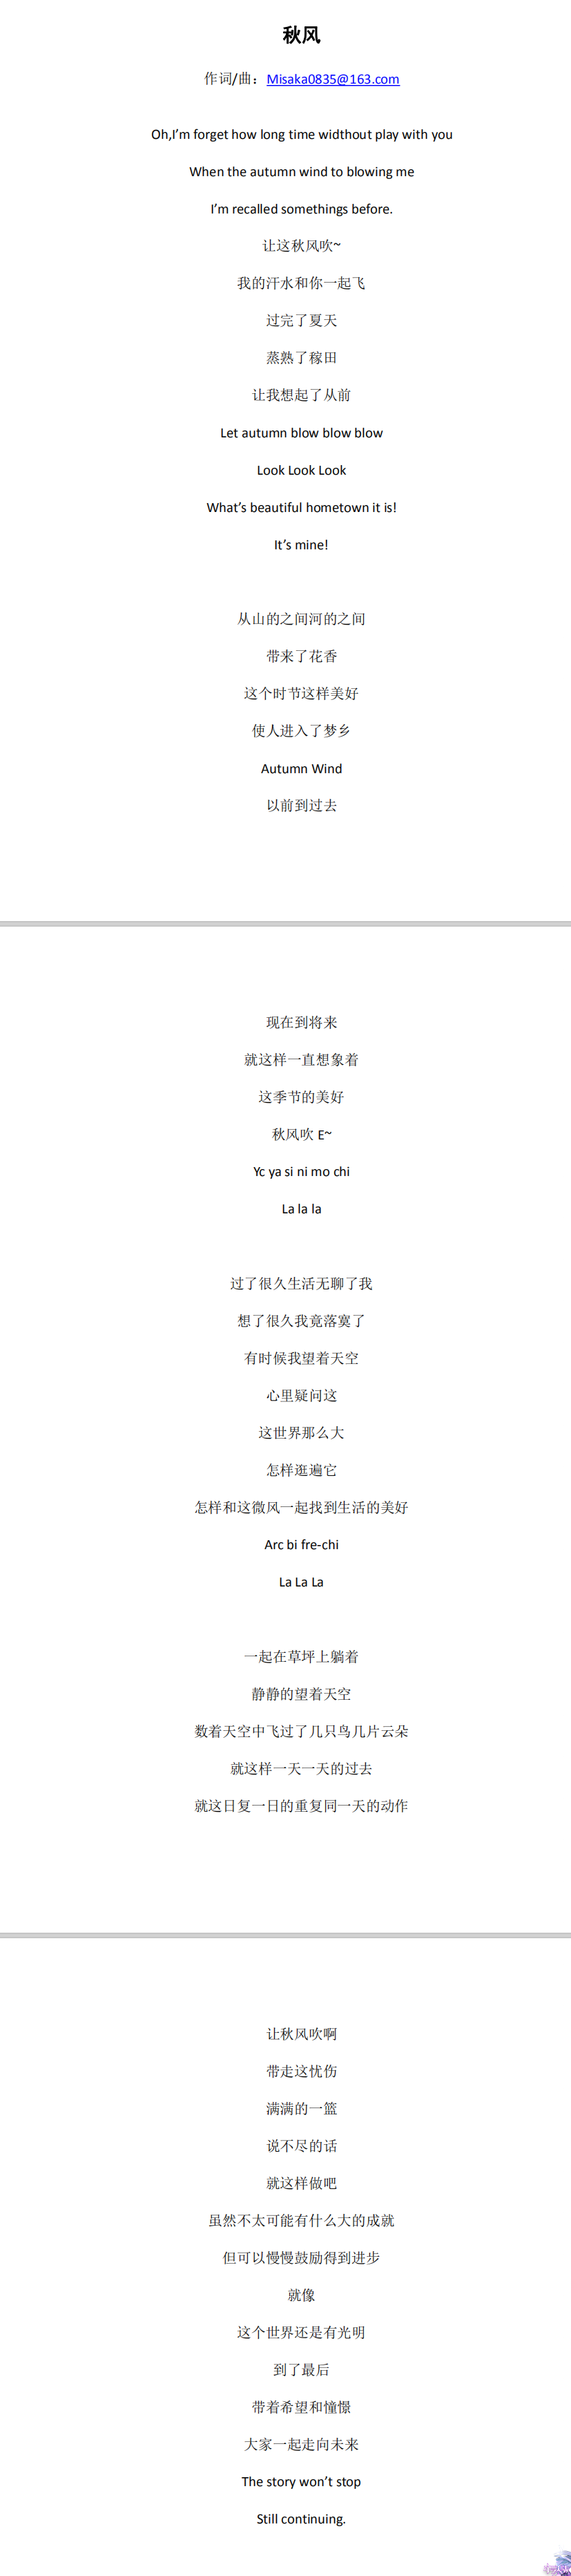 秋风
作词/曲：Misaka0835@163.com
Oh,I’m forget how long time widthout play with you
When the autumn wind to blowing me
I’m recalled somethings before.
让这秋风吹~
我的汗水和你一起飞
过完了夏天
蒸熟了稼田
让我想起了从前
Let autumn blow blow blow
Look Look Look
What’s beautiful hometown it is!
It’s mine!
从山的之间河的之间
带来了花香
这个时节这样美好
使人进入了梦乡
Autumn Wind
以前到过去
现在到将来
就这样一直想象着
这季节的美好
秋风吹 E~
Yc ya si ni mo chi
La la la
过了很久生活无聊了我
想了很久我竟落寞了
有时候我望着天空
心里疑问这
这世界那么大
怎样逛遍它
怎样和这微风一起找到生活的美好
Arc bi fre-chi
La La La
一起在草坪上躺着
静静的望着天空
数着天空中飞过了几只鸟几片云朵
就这样一天一天的过去
就这日复一日的重复同一天的动作
让秋风吹啊
带走这忧伤
满满的一篮
说不尽的话
就这样做吧
虽然不太可能有什么大的成就
但可以慢慢鼓励得到进步
就像
这个世界还是有光明
到了最后
带着希望和憧憬
大家一起走向未来
The story won’t stop
Still continuing.